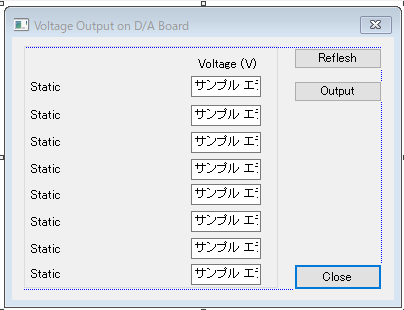 Voltage Output on D/A Board
Voltage (V)
Reflesh
Static サンプル エ
Output
Static サンプル エ
Static サンプル エ
Static サンプル エ
Static サンプル エ
Static サンプル エ
Static サンプル エ
Static サンプル エ
Close